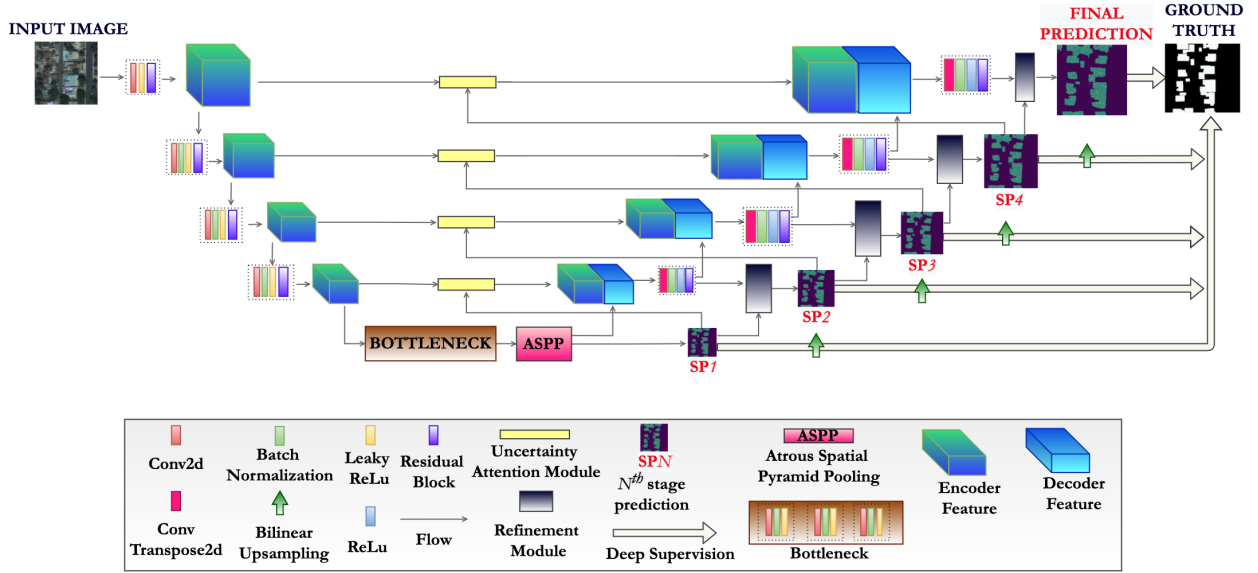 INPUT IMAGE
FINAL
PREDICTION
GROUND
TRUTH
SP4
SP3
SP2
BOTTLENECK
ASPP
SP1
Conv2d
Batch
Normalization
Leaky
ReLu
Residual
Block
Uncertainty
Attention Module
SPN
Nth stage
prediction
ASPP
Atrous Spatial
Pyramid Pooling
Encoder
Feature
Decoder
Feature
Conv
Transpose2d
Bilinear
Upsampling
ReLu
Flow
Refinement
Module
Deep Supervision
Bottleneck